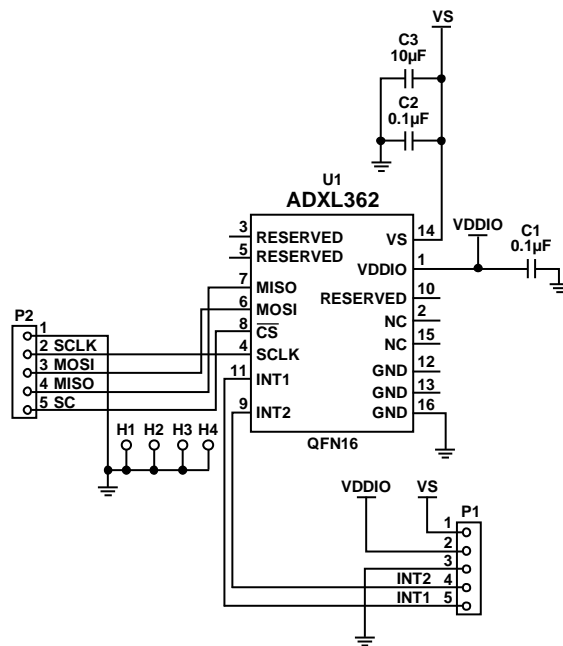 VS
C3
10µF
C2
0.1µF
U1
ADXL362
3 RESERVED
5 RESERVED
7 MISO
6 MOSI
8 CS
4 SCLK
11 INT1
9 INT2
VS 14
VDDIO 1
RESERVED 10
NC 2
NC 15
GND 12
GND 13
GND 16
QFN16
VDDIO
C1
0.1µF
P2
1
2 SCLK
3 MOSI
4 MISO
5 SC
H1 H2 H3 H4
VDDIO VS
P1
1
2
3
INT2 4
INT1 5